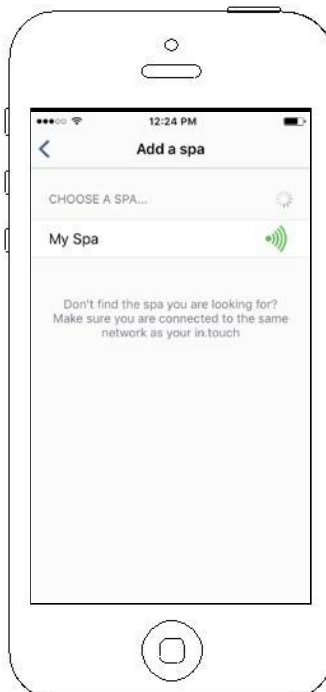 12:24 PM
Add a spa
CHOOSE A SPA...
My Spa
Don't find the spa you are looking for?
Make sure you are connected to the same
network as your in.touch